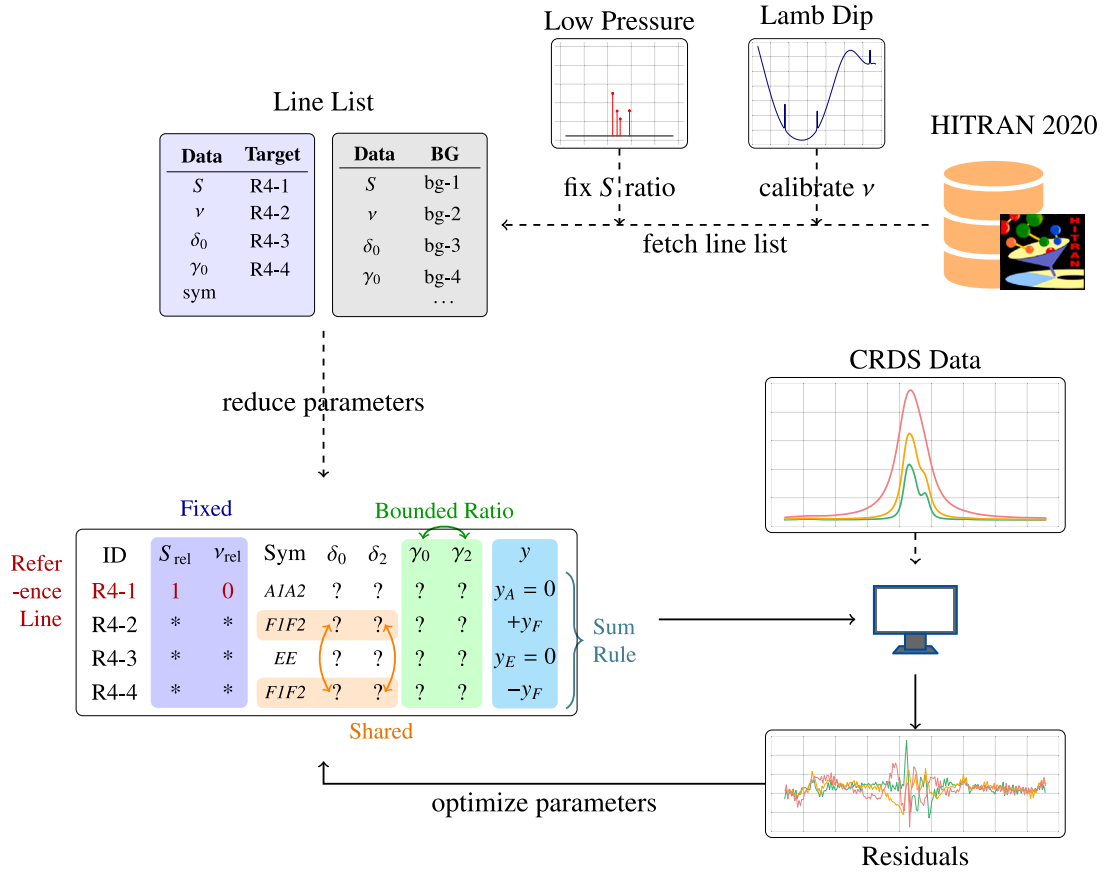 Low Pressure
Lamb Dip
Line List
HITRAN 2020
Data Target
S R4-1
ν R4-2
δ0 R4-3
γ0 R4-4
sym
Data BG
S bg-1
ν bg-2
δ0 bg-3
γ0 bg-4
...
fix S ratio
calibrate ν
fetch line list
HITRAN
reduce parameters
CRDS Data
Fixed
Bounded Ratio
Refer
-ence
Line
ID Srel νrel Sym δ0 δ2 γ0 γ2 y
R4-1 1 0 A1A2 ? ? ? ? yA = 0
R4-2 * * F1F2 ? ? ? ? +yF
R4-3 * * EE ? ? ? ? yE = 0
R4-4 * * F1F2 ? ? ? ? −yF
Sum
Rule
Shared
optimize parameters
Residuals